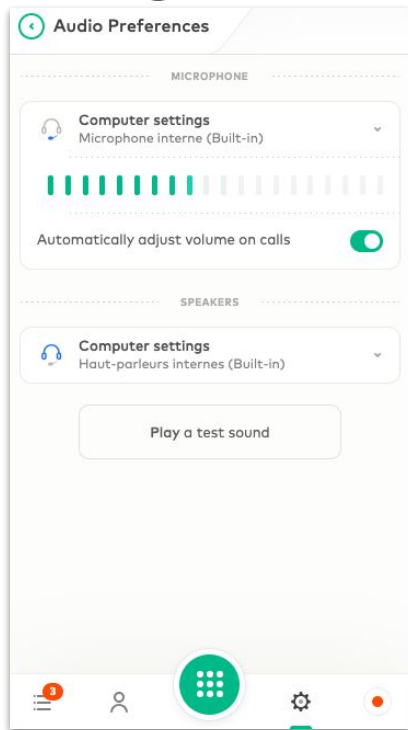 Audio Preferences
MICROPHONE
Computer settings
Microphone interne (Built-in)
Automatically adjust volume on calls
SPEAKERS
Computer settings
Haut-parleurs internes (Built-in)
Play a test sound
3